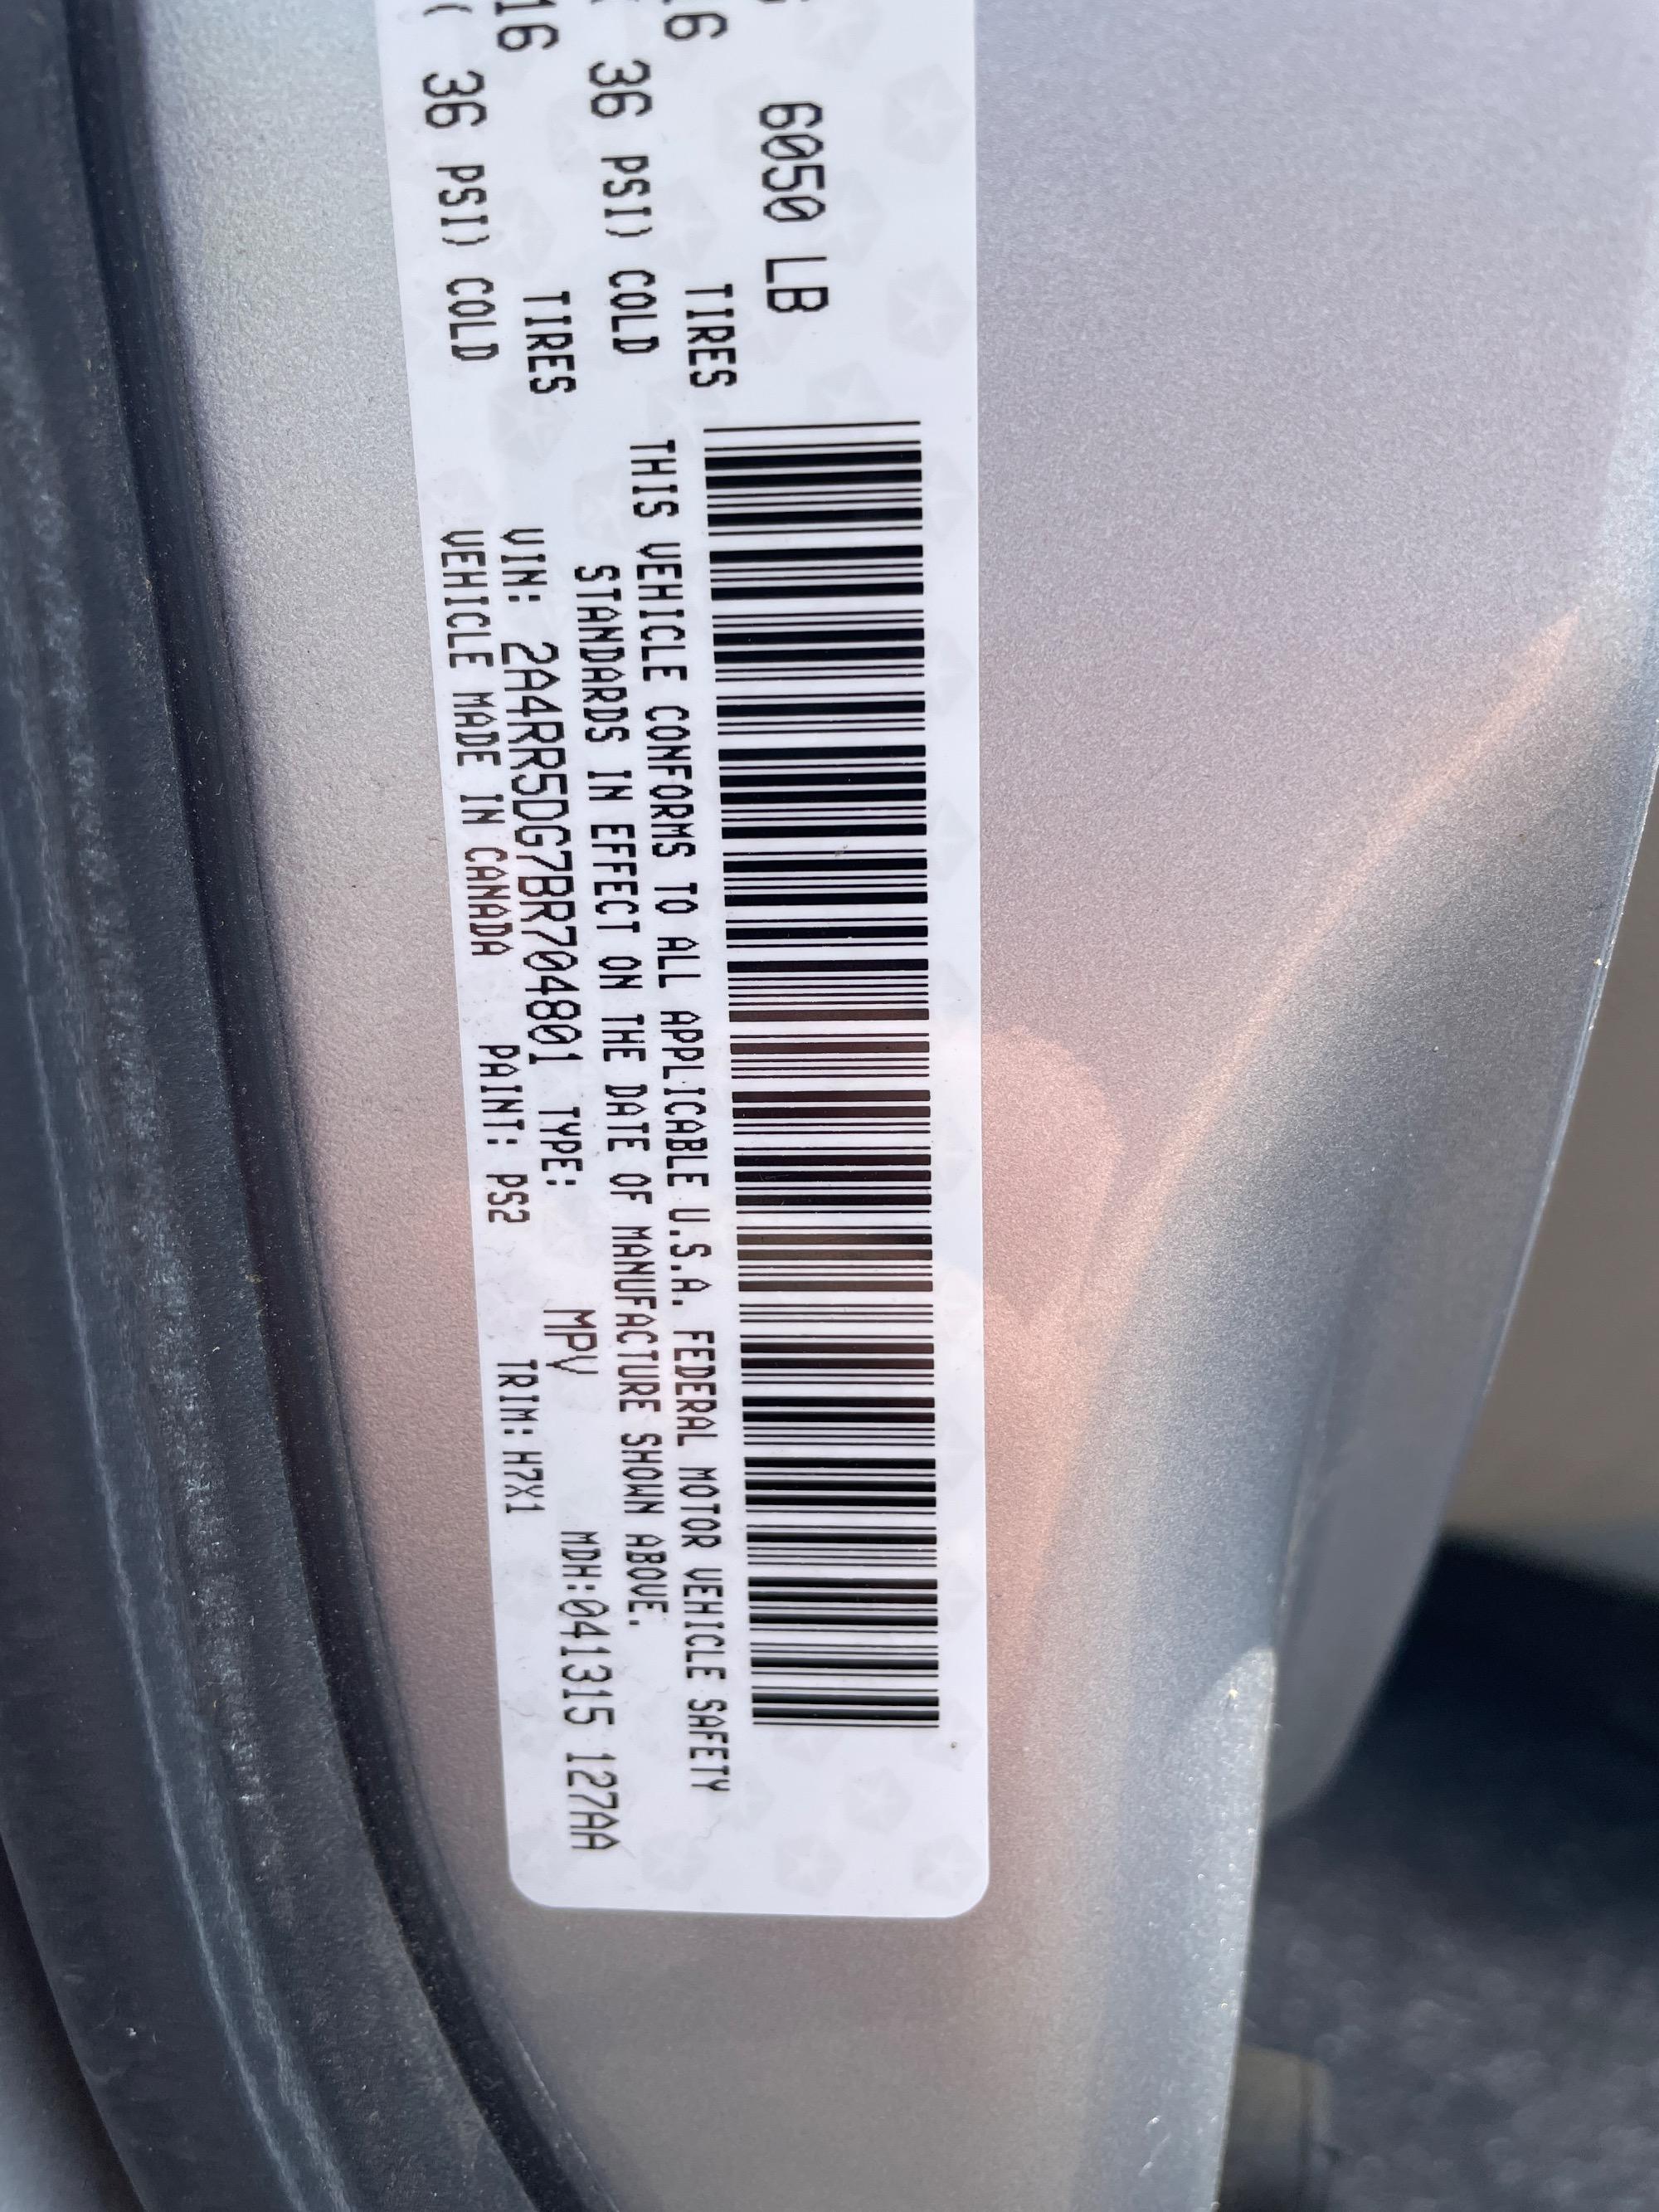 6050 LB
16 TIRES
36 PSI) COLD
16 TIRES
( 36 PSI) COLD
THIS VEHICLE CONFORMS TO ALL APPLICABLE U.S.A. FEDERAL MOTOR VEHICLE SAFETY
STANDARDS IN EFFECT ON THE DATE OF MANUFACTURE SHOWN ABOVE.
VIN: 2A4RR5DG7BR704801 TYPE: MPV MDH:041315 127AA
VEHICLE MADE IN CANADA PAINT: PS2 TRIM: H7X1